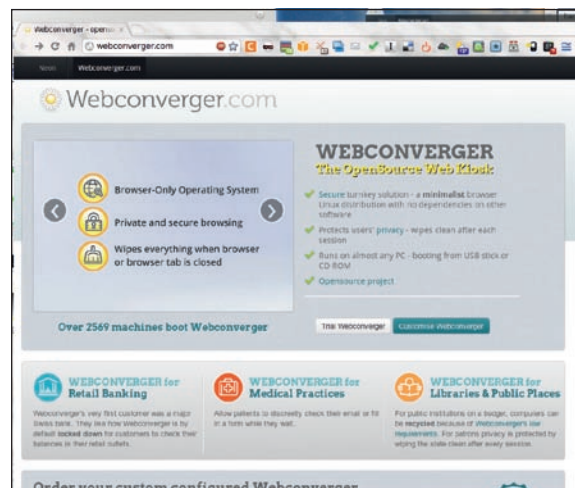 Webconverger - opensou
webconverger.com
News Webconverger.com
Webconverger.com
Browser-Only Operating System
Private and secure browsing
Wipes everything when browser
or browser tab is closed
Over 2569 machines boot Webconverger
WEBCONVERGER
The OpenSource Web Kiosk
Secure turnkey solution - a minimalist browser
Linux distribution with no dependencies on other
software
Protects users' privacy - wipes clean after each
session
Runs on almost any PC - booting from USB stick or
CD ROM
Opensource project
Trial Webconverger Customise Webconverger
WEBCONVERGER for
Retail Banking
Webconverger's very first customer was a major
Swiss bank. They like how Webconverger is by
default locked down for customers to check their
balances in their retail outlets.
WEBCONVERGER for
Medical Practices
Allow patients to discreetly check their email or fill
in a form while they wait.
WEBCONVERGER for
Libraries & Public Places
For public institutions on a budget, computers can
be recycled because of Webconverger's low
requirements. For patrons privacy is protected by
wiping the slate clean after every session.
Order your custom configured Webconverger